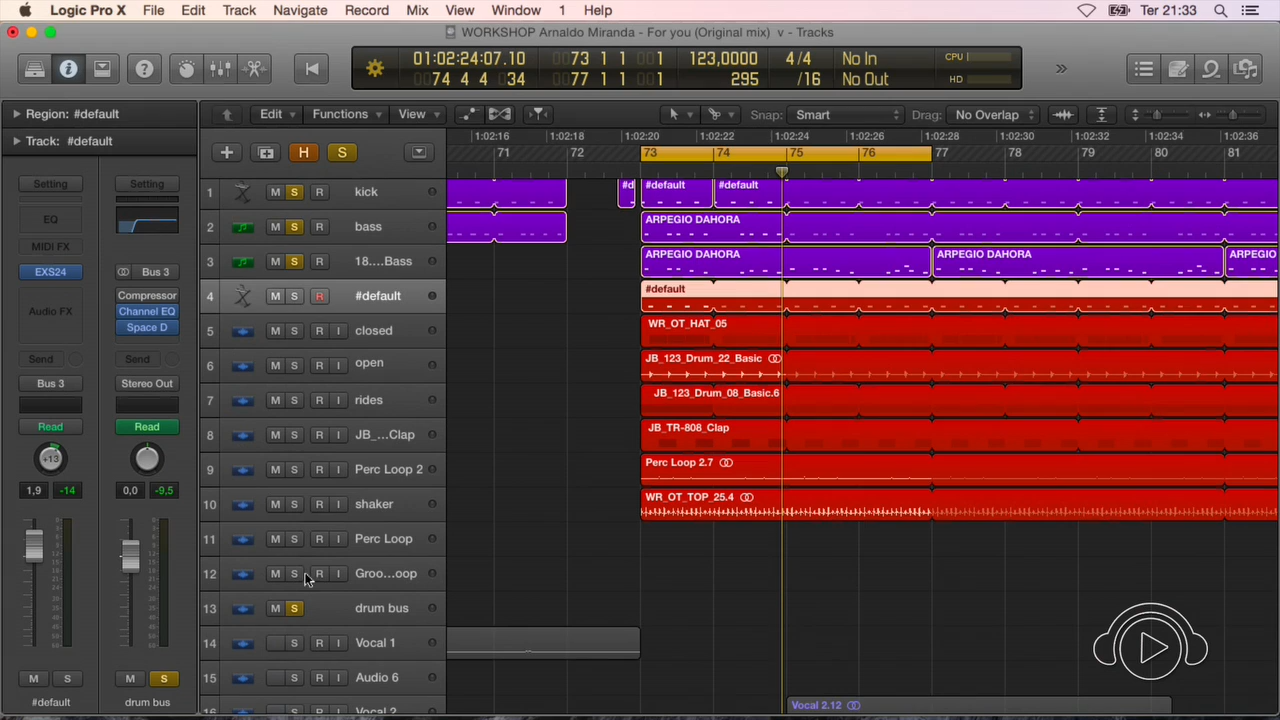 Logic Pro X File Edit Track Navigate Record Mix View Window 1 Help Ter 21:33
WORKSHOP Arnaldo Miranda - For you (Original mix) v - Tracks
01:02:24:07.10 0073 1 1 001 123,0000 4/4 No In CPU
0074 4 4 034 0077 1 1 001 295 /16 No Out HD
Region: #default
Track: #default
Edit Functions View Snap: Smart Drag: No Overlap
1:02:16 1:02:18 1:02:20 1:02:22 1:02:24 1:02:26 1:02:28 1:02:30 1:02:32 1:02:34 1:02:36
H S 71 72 73 74 75 76 77 78 79 80 81
Setting Setting
EQ
MIDI FX
EXS24 Bus 3
Compressor
Audio FX Channel EQ
Space D
Send Send
Bus 3 Stereo Out
Read Read
+13
1,9 -14 0,0 -9,5
M S M S
#default drum bus
1 M S R kick #d #default #default
2 M S R bass ARPEGIO DAHORA
3 M S R 18....Bass ARPEGIO DAHORA ARPEGIO DAHORA ARPEGIO
4 M S R #default #default
5 M S R I closed WR_OT_HAT_05
6 M S R I open JB_123_Drum_22_Basic
7 M S R I rides JB_123_Drum_08_Basic.6
8 M S R I JB_...Clap JB_TR-808_Clap
9 M S R I Perc Loop 2 Perc Loop 2.7
10 M S R I shaker WR_OT_TOP_25.4
11 M S R I Perc Loop
12 M S R I Groo...oop
13 M S drum bus
14 S R I Vocal 1
15 S R I Audio 6
16 S R I Vocal 2 Vocal 2.12